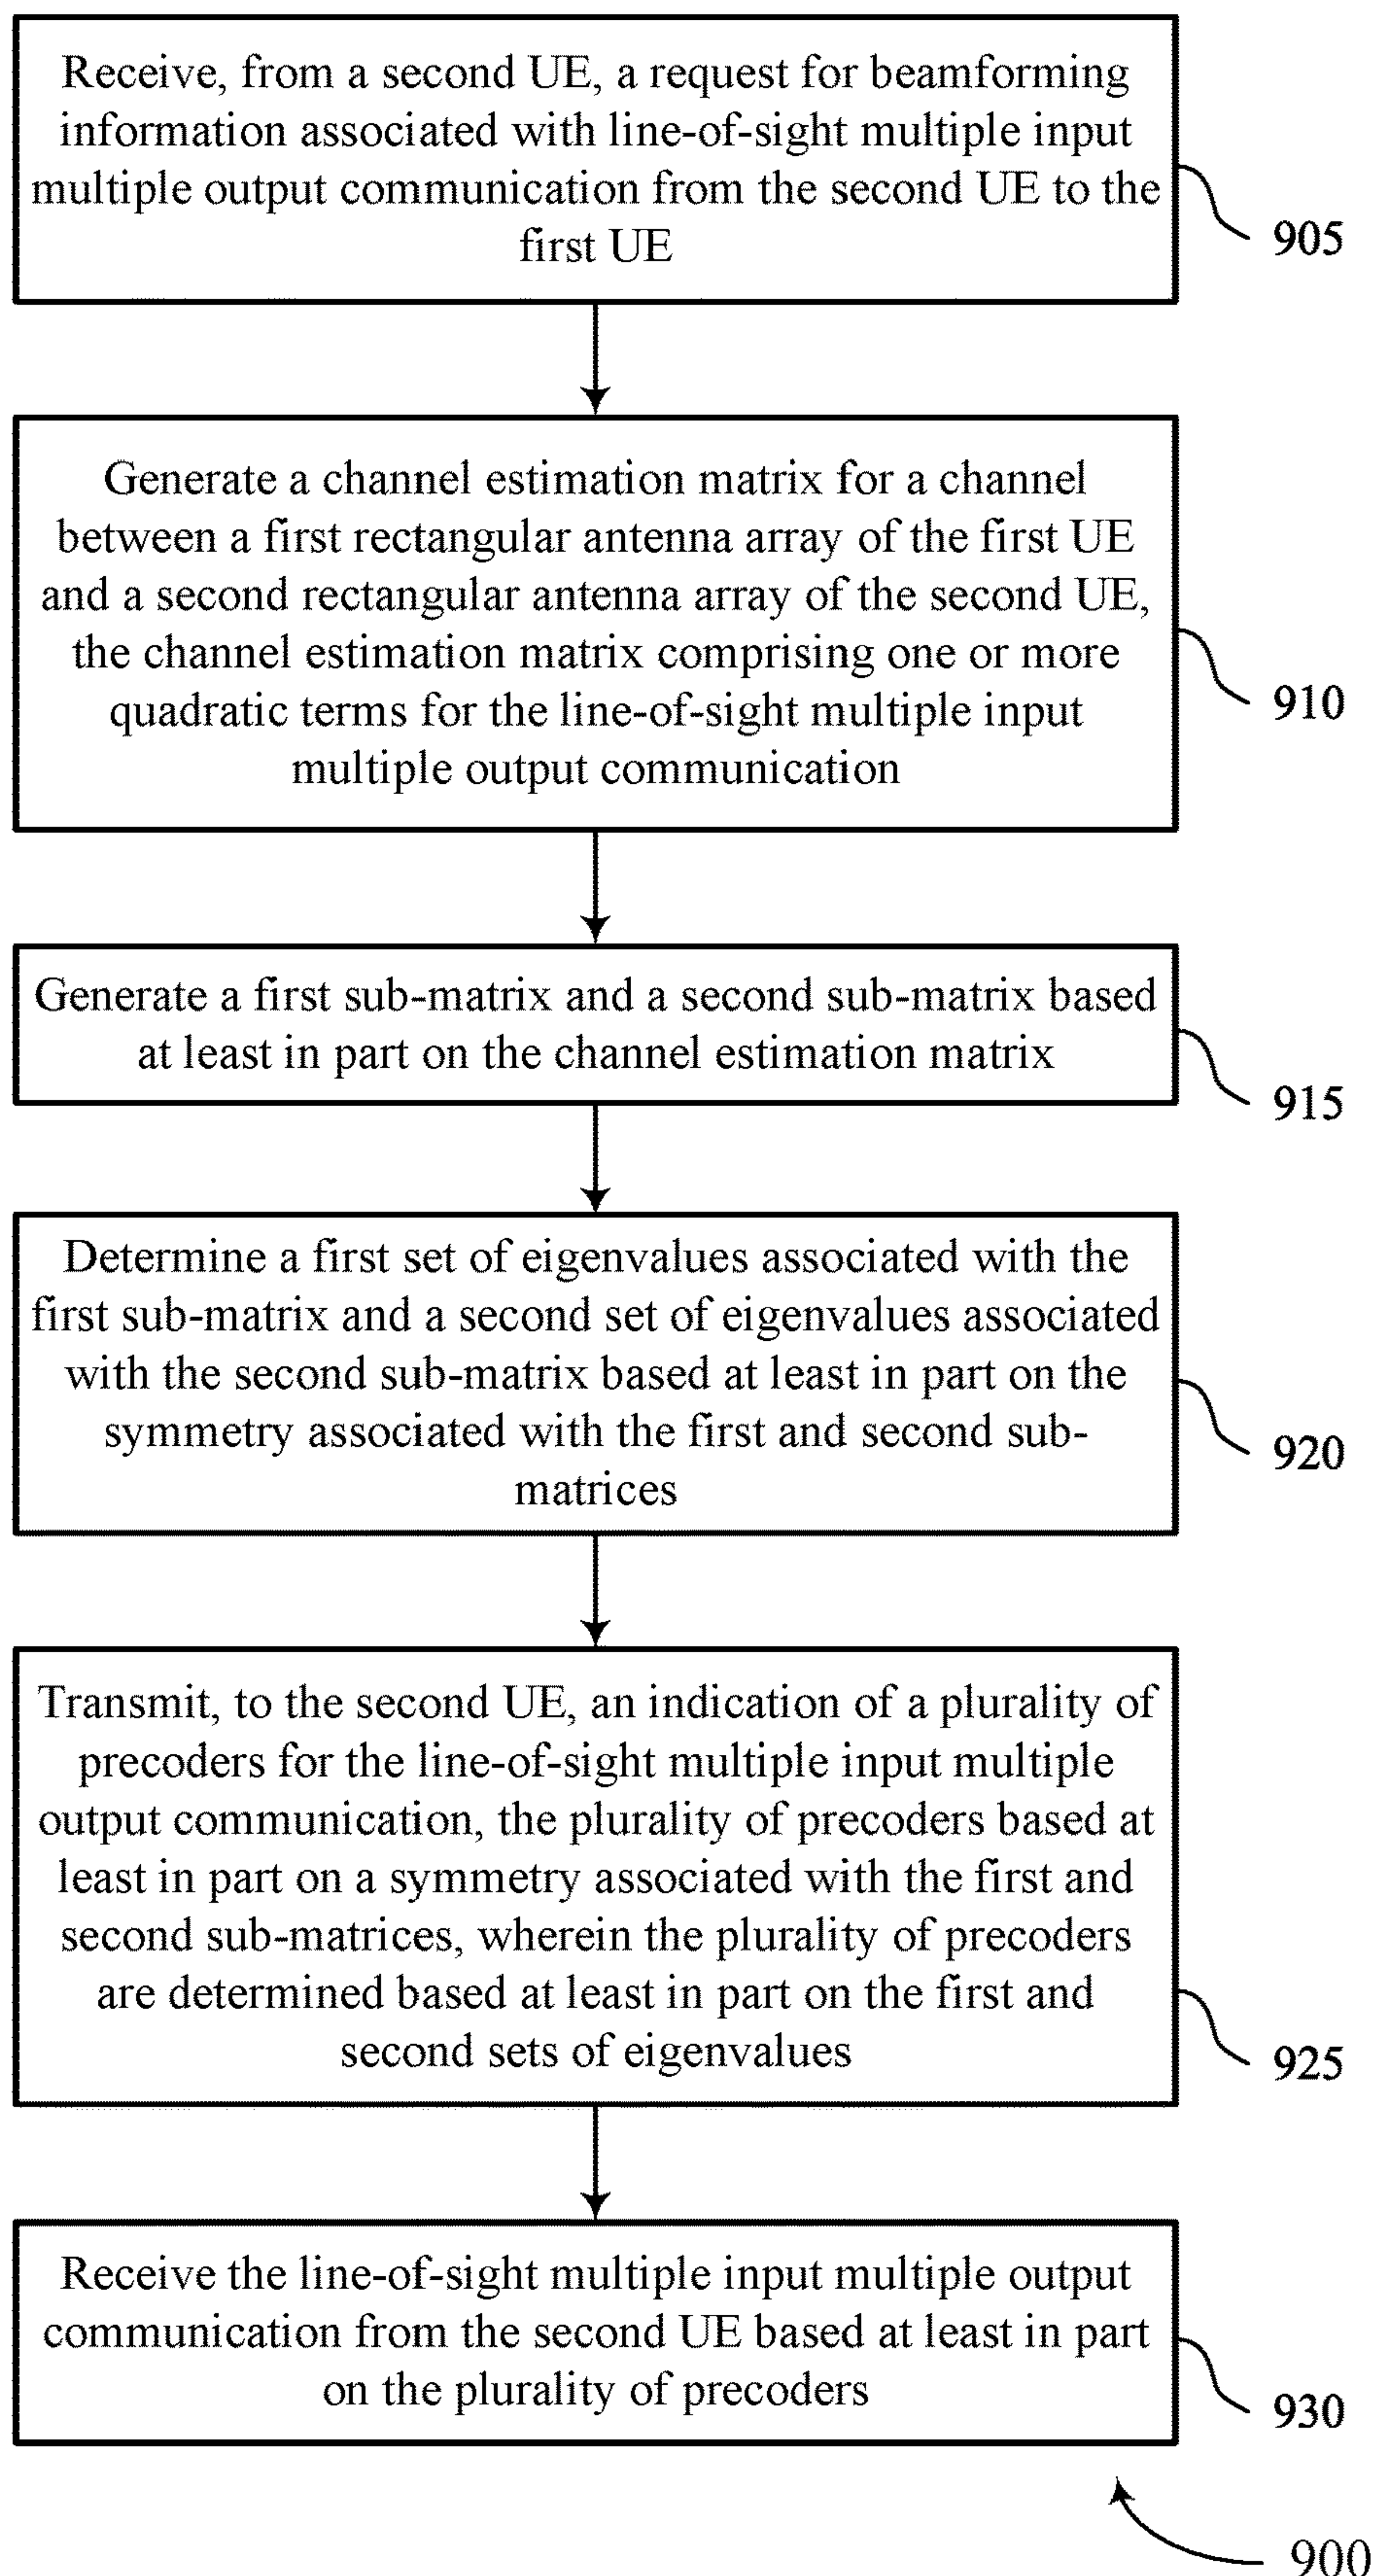 Receive, from a second UE, a request for beamforming
information associated with line-of-sight multiple input
multiple output communication from the second UE to the
first UE
905
Generate a channel estimation matrix for a channel
between a first rectangular antenna array of the first UE
and a second rectangular antenna array of the second UE,
the channel estimation matrix comprising one or more
quadratic terms for the line-of-sight multiple input
multiple output communication
910
Generate a first sub-matrix and a second sub-matrix based
at least in part on the channel estimation matrix
915
Determine a first set of eigenvalues associated with the
first sub-matrix and a second set of eigenvalues associated
with the second sub-matrix based at least in part on the
symmetry associated with the first and second sub-
matrices
920
Transmit, to the second UE, an indication of a plurality of
precoders for the line-of-sight multiple input multiple
output communication, the plurality of precoders based at
least in part on a symmetry associated with the first and
second sub-matrices, wherein the plurality of precoders
are determined based at least in part on the first and
second sets of eigenvalues
925
Receive the line-of-sight multiple input multiple output
communication from the second UE based at least in part
on the plurality of precoders
930
900